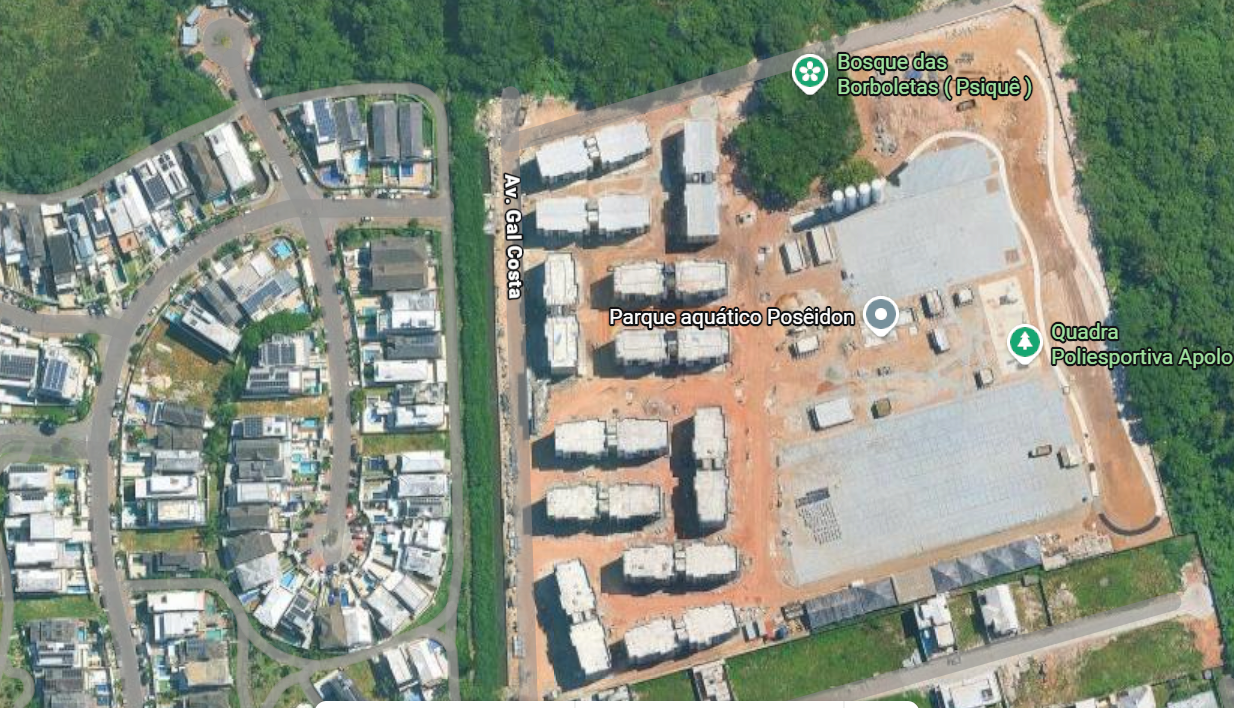 Bosque das
Borboletas ( Psiquê )
Av. Gal Costa
Parque aquático Posêidon
Quadra
Poliesportiva Apolo